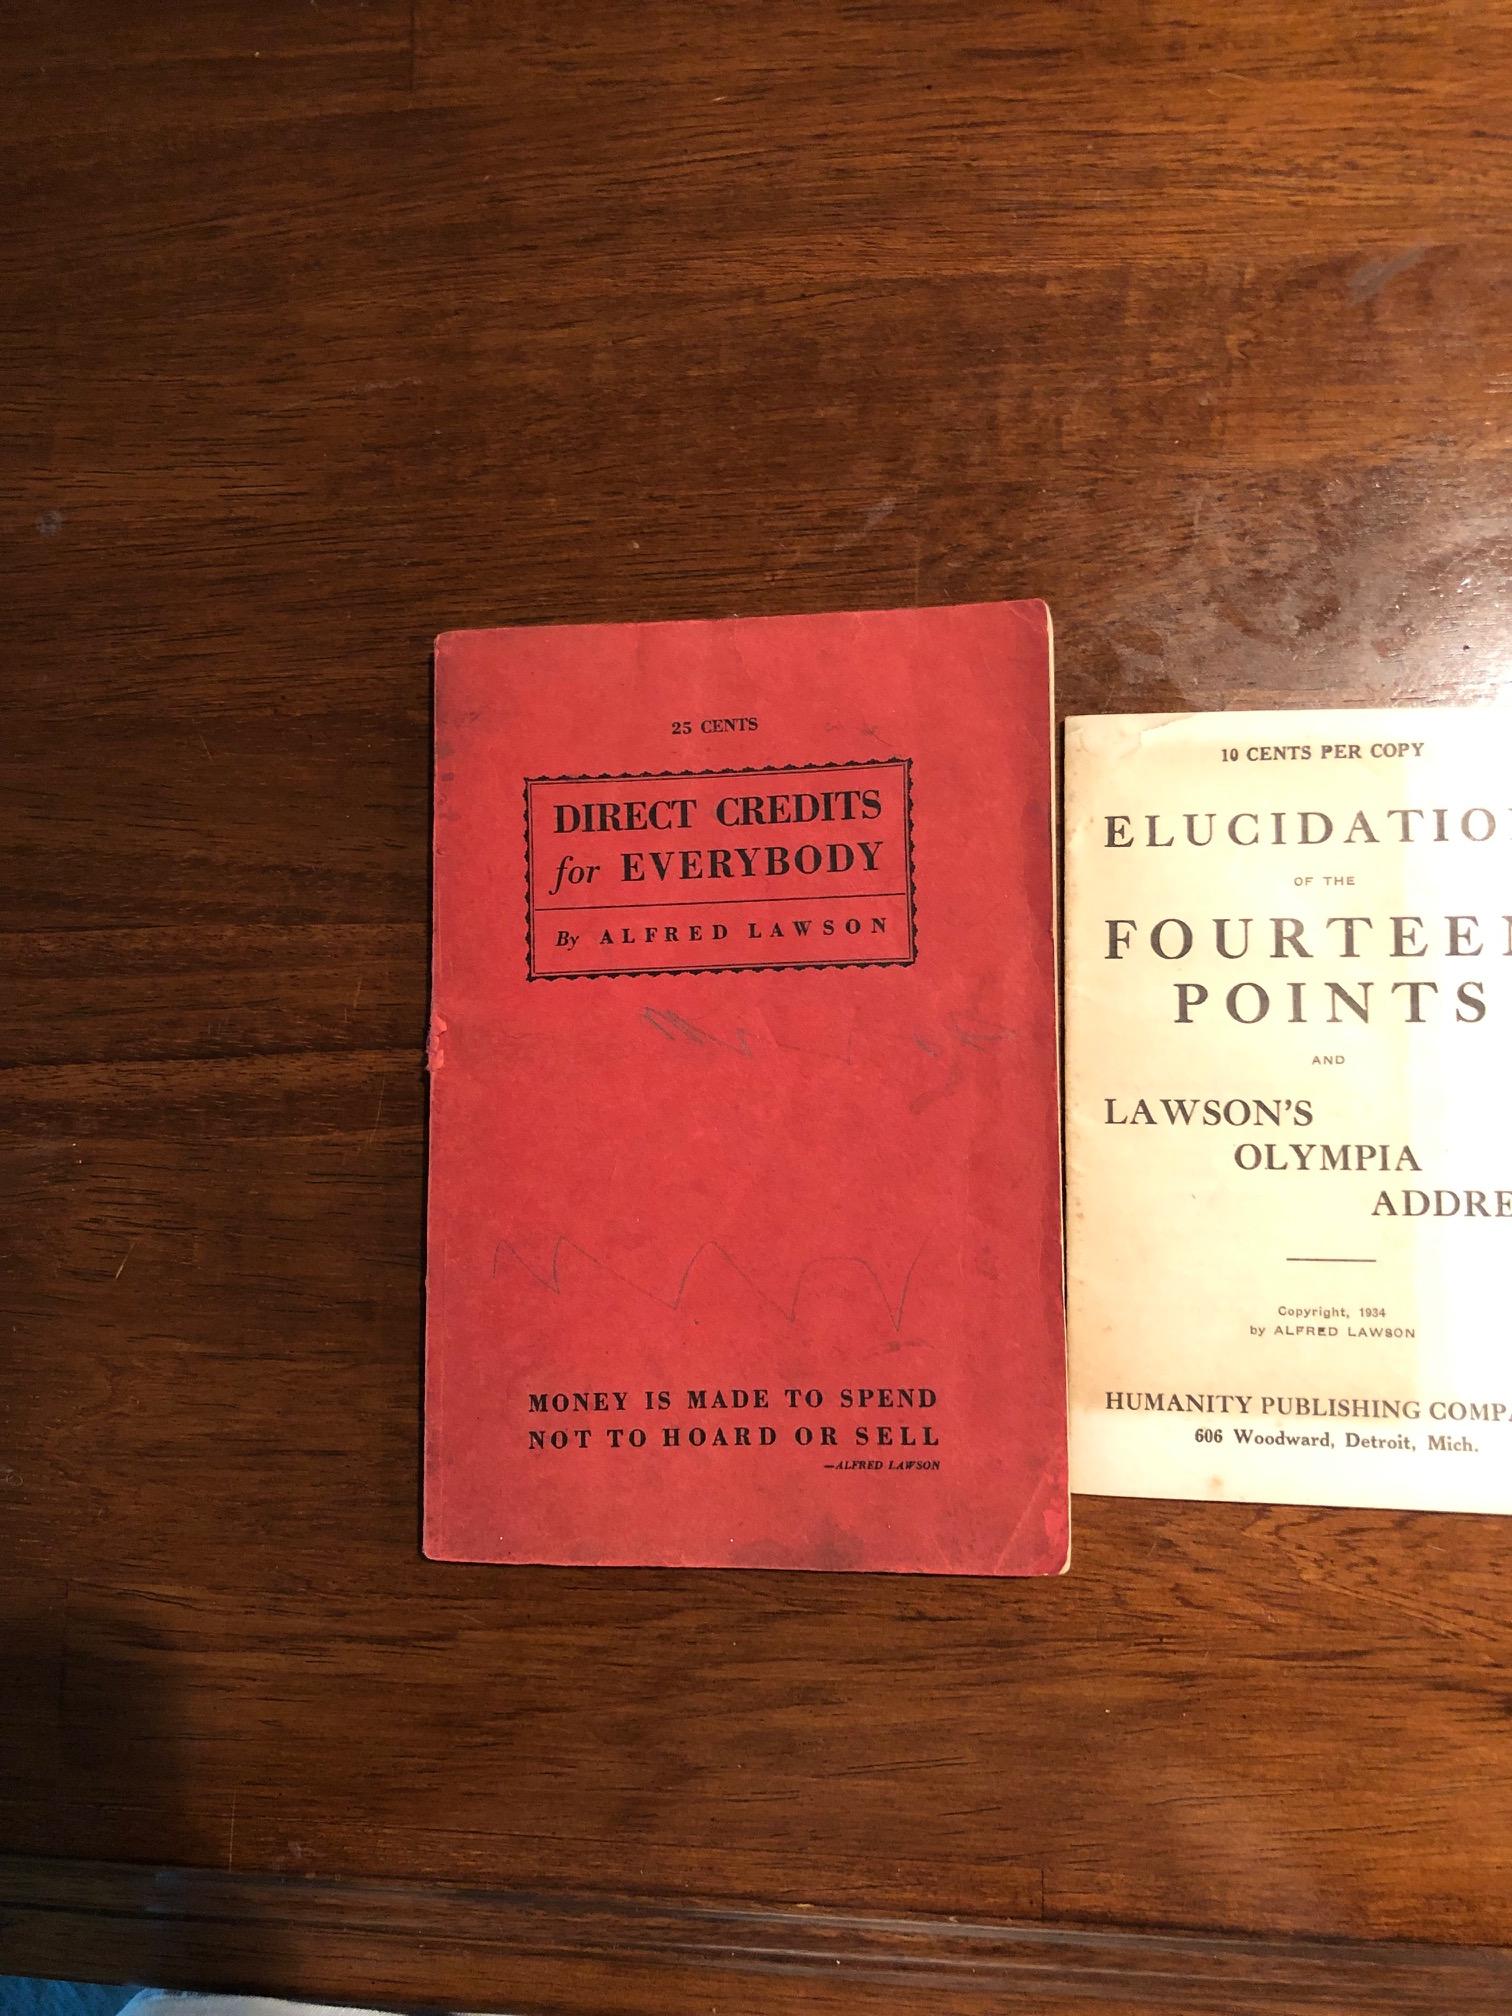 25 CENTS
DIRECT CREDITS
for EVERYBODY
By ALFRED LAWSON
MONEY IS MADE TO SPEND
NOT TO HOARD OR SELL
—ALFRED LAWSON
10 CENTS PER COPY
ELUCIDATIO
OF THE
FOURTEE
POINTS
AND
LAWSON'S
OLYMPIA
ADDRE
Copyright, 1934
by ALFRED LAWSON
HUMANITY PUBLISHING COMP
606 Woodward, Detroit, Mich.